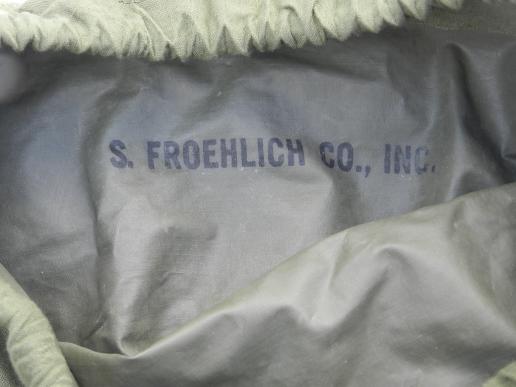 S. FROEHLICH CO., INC.